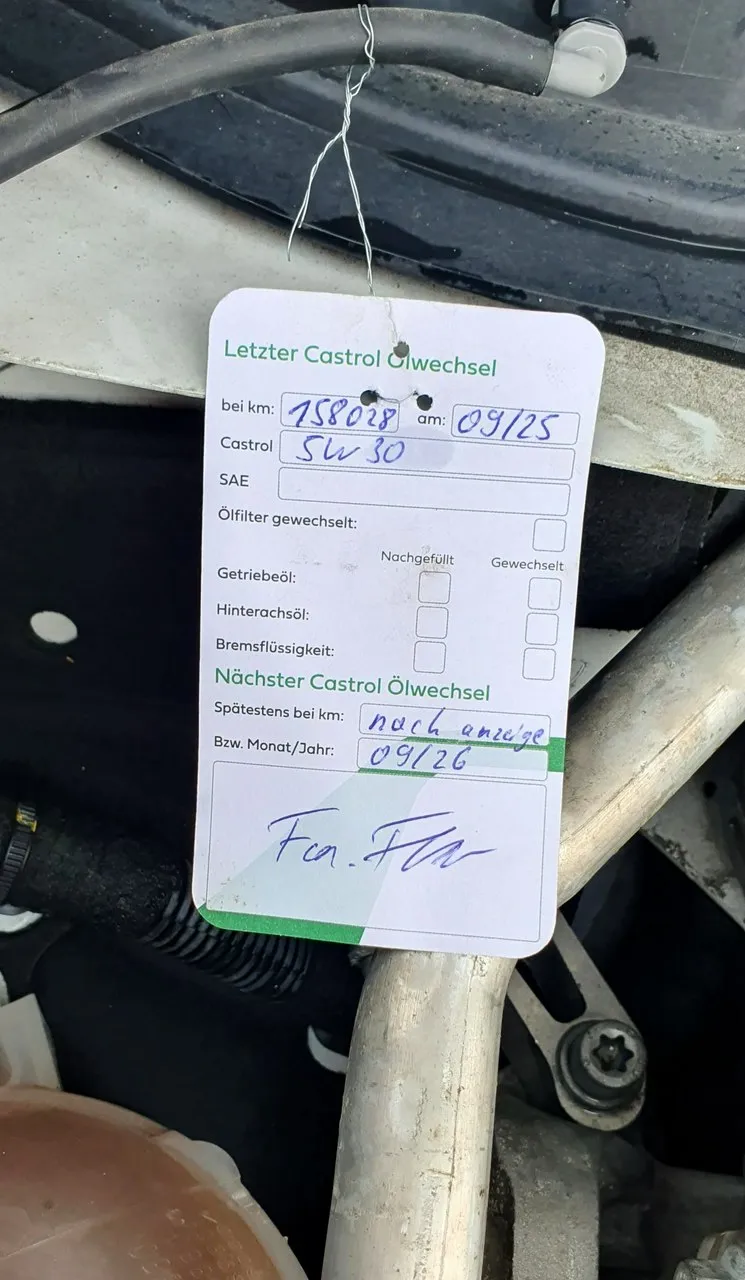 Letzter Castrol Ölwechsel
bei km: 158028 am: 09/25
Castrol 5W30
SAE
Ölfilter gewechselt:
Nachgefüllt Gewechselt
Getriebeöl:
Hinterachsöl:
Bremsflüssigkeit:
Nächster Castrol Ölwechsel
Spätestens bei km: nach anzeige
Bzw. Monat/Jahr: 09/26
Fa.